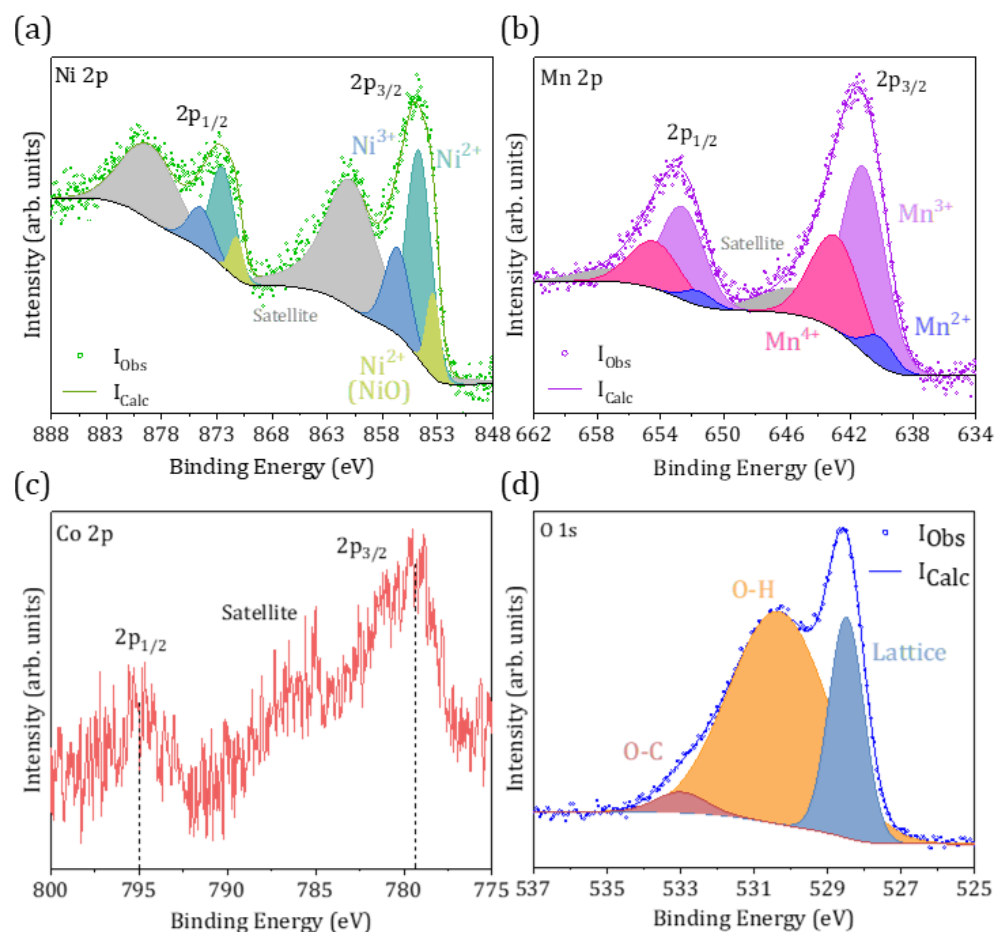 (a)
Ni 2p
2p1/2
2p3/2
Ni3+
Ni2+
Satellite
Ni2+
(NiO)
IObs
ICalc
Intensity (arb. units)
888 883 878 873 868 863 858 853 848
Binding Energy (eV)
(b)
Mn 2p
2p1/2
2p3/2
Mn3+
Satellite
Mn4+
Mn2+
IObs
ICalc
Intensity (arb. units)
662 658 654 650 646 642 638 634
Binding Energy (eV)
(c)
Co 2p
2p3/2
Satellite
2p1/2
Intensity (arb. units)
800 795 790 785 780 775
Binding Energy (eV)
(d)
O 1s
IObs
ICalc
O-H
Lattice
O-C
Intensity (arb. units)
537 535 533 531 529 527 525
Binding Energy (eV)